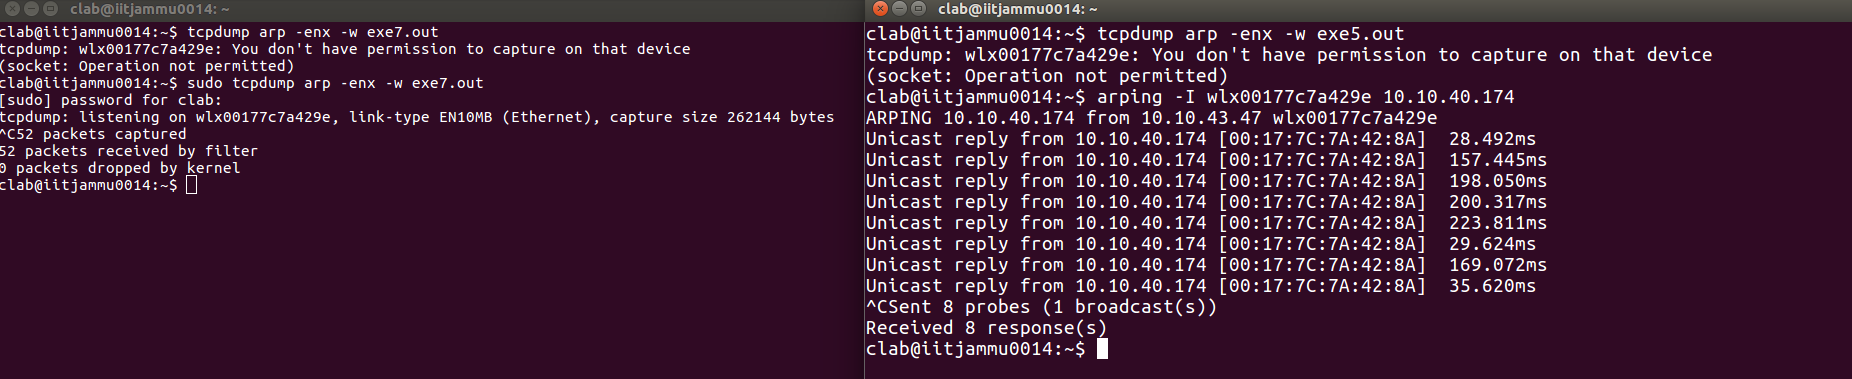 clab@iitjammu0014: ~
clab@iitjammu0014:~$ tcpdump arp -enx -w exe7.out
tcpdump: wlx00177c7a429e: You don't have permission to capture on that device
(socket: Operation not permitted)
clab@iitjammu0014:~$ sudo tcpdump arp -enx -w exe7.out
[sudo] password for clab:
tcpdump: listening on wlx00177c7a429e, link-type EN10MB (Ethernet), capture size 262144 bytes
^C52 packets captured
52 packets received by filter
0 packets dropped by kernel
clab@iitjammu0014:~$
clab@iitjammu0014: ~
clab@iitjammu0014:~$ tcpdump arp -enx -w exe5.out
tcpdump: wlx00177c7a429e: You don't have permission to capture on that device
(socket: Operation not permitted)
clab@iitjammu0014:~$ arping -I wlx00177c7a429e 10.10.40.174
ARPING 10.10.40.174 from 10.10.43.47 wlx00177c7a429e
Unicast reply from 10.10.40.174 [00:17:7C:7A:42:8A]  28.492ms
Unicast reply from 10.10.40.174 [00:17:7C:7A:42:8A]  157.445ms
Unicast reply from 10.10.40.174 [00:17:7C:7A:42:8A]  198.050ms
Unicast reply from 10.10.40.174 [00:17:7C:7A:42:8A]  200.317ms
Unicast reply from 10.10.40.174 [00:17:7C:7A:42:8A]  223.811ms
Unicast reply from 10.10.40.174 [00:17:7C:7A:42:8A]  29.624ms
Unicast reply from 10.10.40.174 [00:17:7C:7A:42:8A]  169.072ms
Unicast reply from 10.10.40.174 [00:17:7C:7A:42:8A]  35.620ms
^CSent 8 probes (1 broadcast(s))
Received 8 response(s)
clab@iitjammu0014:~$